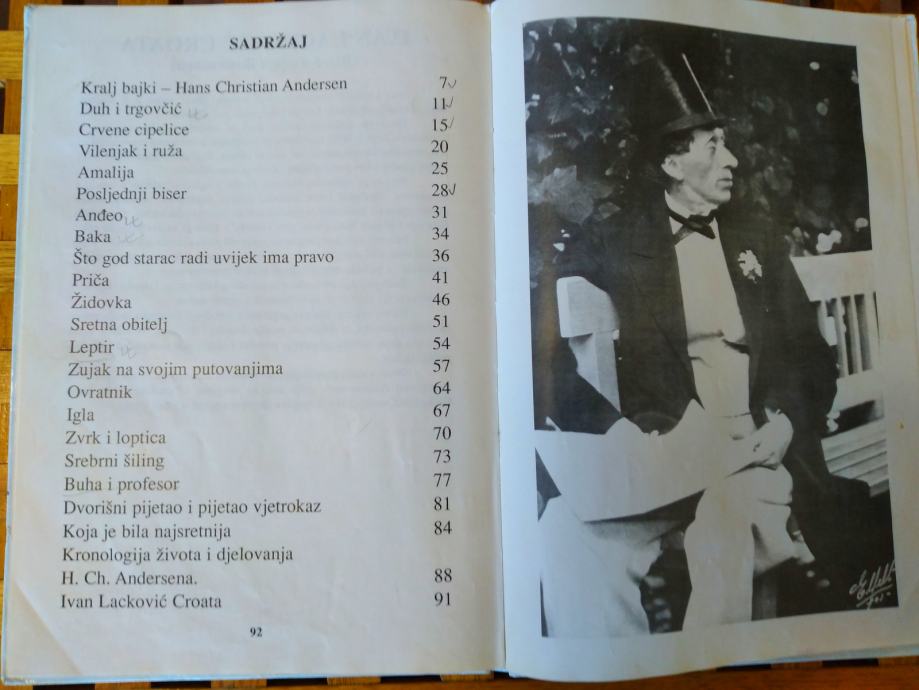 SADRŽAJ
Kralj bajki – Hans Christian Andersen 7
Duh i trgovčić 11
Crvene cipelice 15
Vilenjak i ruža 20
Amalija 25
Posljednji biser 28
Anđeo 31
Baka 34
Što god starac radi uvijek ima pravo 36
Priča 41
Židovka 46
Sretna obitelj 51
Leptir 54
Zujak na svojim putovanjima 57
Ovratnik 64
Igla 67
Zvrk i loptica 70
Srebrni šiling 73
Buha i profesor 77
Dvorišni pijetao i pijetao vjetrokaz 81
Koja je bila najsretnija 84
Kronologija života i djelovanja
H. Ch. Andersena. 88
Ivan Lacković Croata 91
92